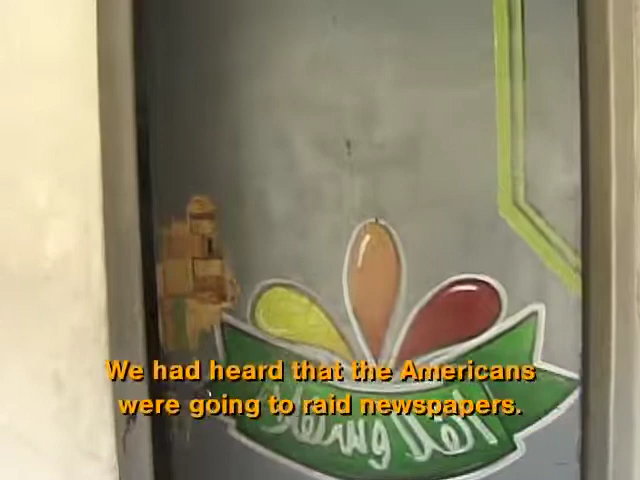 We had heard that the Americans
were going to raid newspapers.
اهلا وسهلا